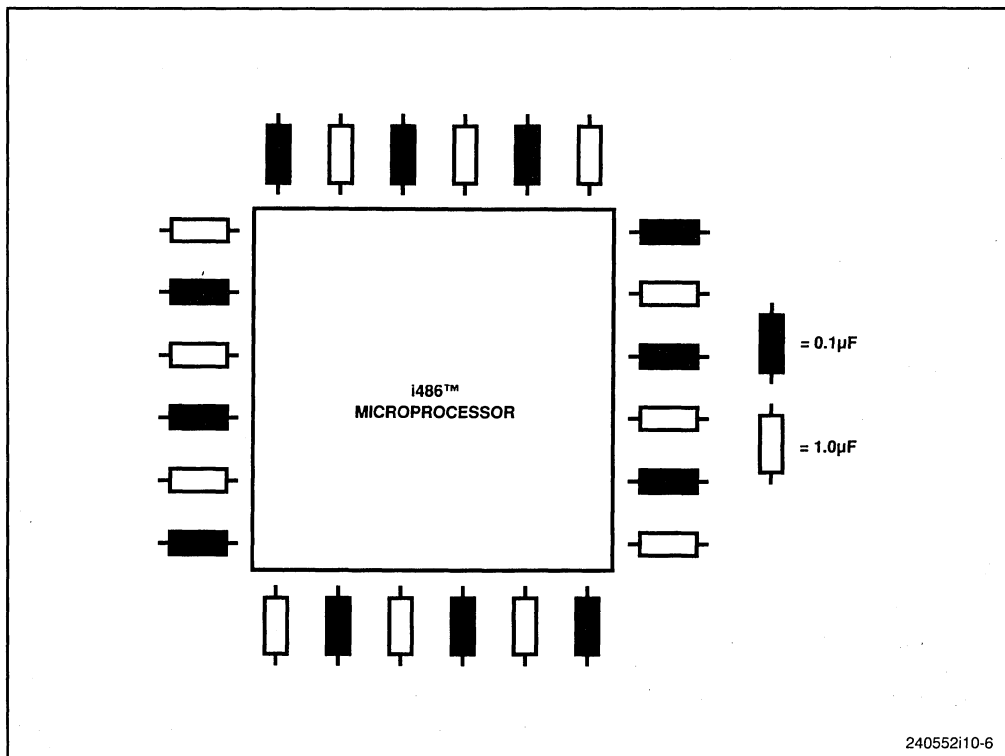 i486™
MICROPROCESSOR
= 0.1µF
= 1.0µF
240552i10-6